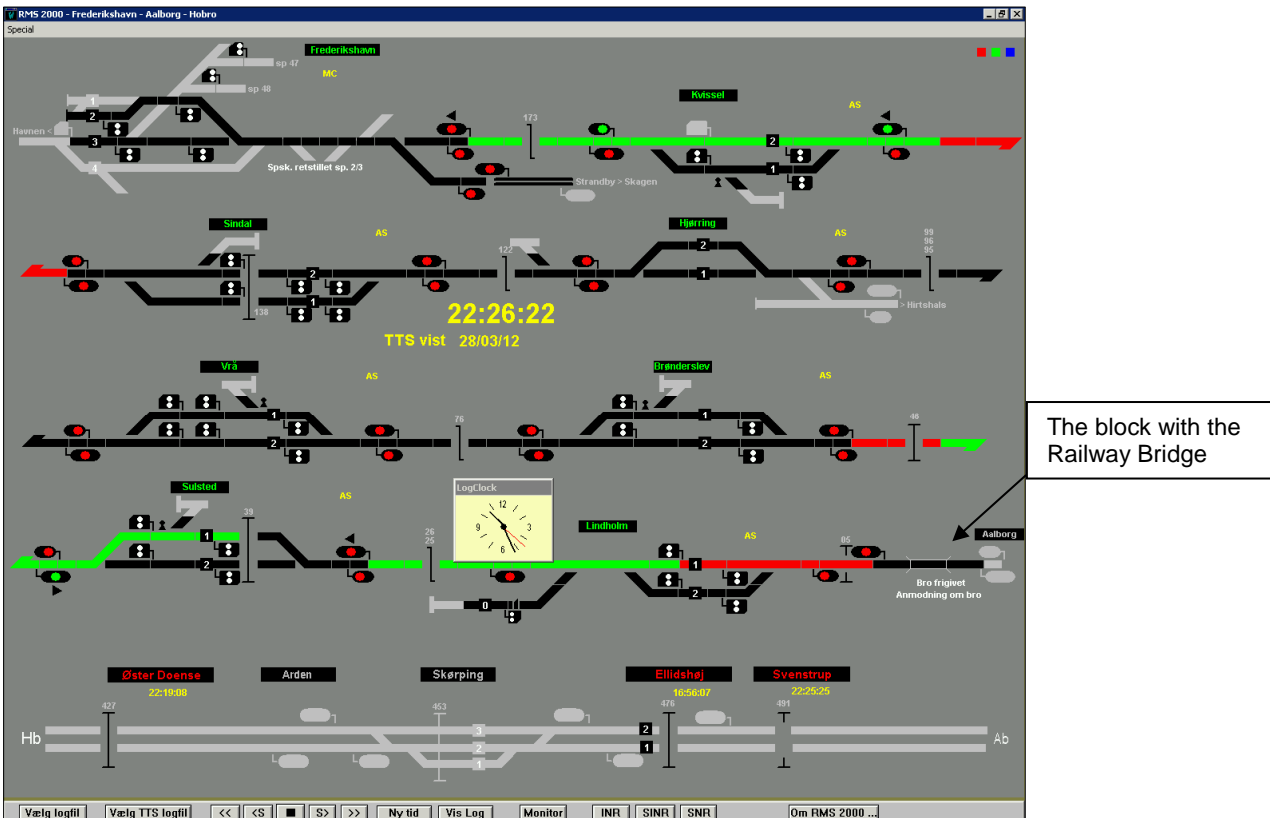 RMS 2000 - Frederikshavn - Aalborg - Hobro
Special
Frederikshavn
sp 47
MC
sp 48
Kvissel
AS
1
2
173
Havnen <
3
2
4
Spsk. retstillet sp. 2/3
1
Strandby > Skagen
Sindal
AS
Hjørring
AS
99
96
95
122
2
2
1
1
138
> Hirtshals
22:26:22
TTS vist 28/03/12
Vrå
AS
Brønderslev
AS
1
76
1
46
2
2
The block with the
Railway Bridge
Sulsted
AS
LogClock
12
9
3
6
39
Lindholm
AS
1
26
25
05
Aalborg
2
1
Bro frigivet
Anmodning om bro
2
0
Øster Doense
Arden
Skørping
Ellidshøj
Svenstrup
22:19:08
16:56:07
22:25:25
427
453
476
491
Hb
3
2
2
1
1
Ab
Vælg logfil
Vælg TTS logfil
<<
<S
S>
>>
Ny tid
Vis Log
Monitor
INR
SINR
SNR
Om RMS 2000 ...